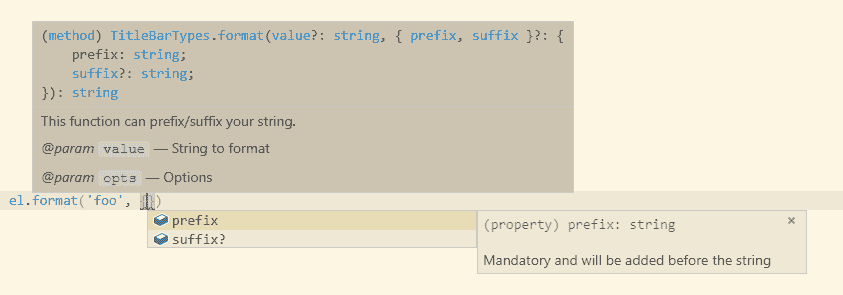 (method) TitleBarTypes.format(value?: string, { prefix, suffix }?: {
    prefix: string;
    suffix?: string;
}): string
This function can prefix/suffix your string.
@param value — String to format
@param opts — Options
el.format('foo', {})
prefix
suffix?
(property) prefix: string ×
Mandatory and will be added before the string